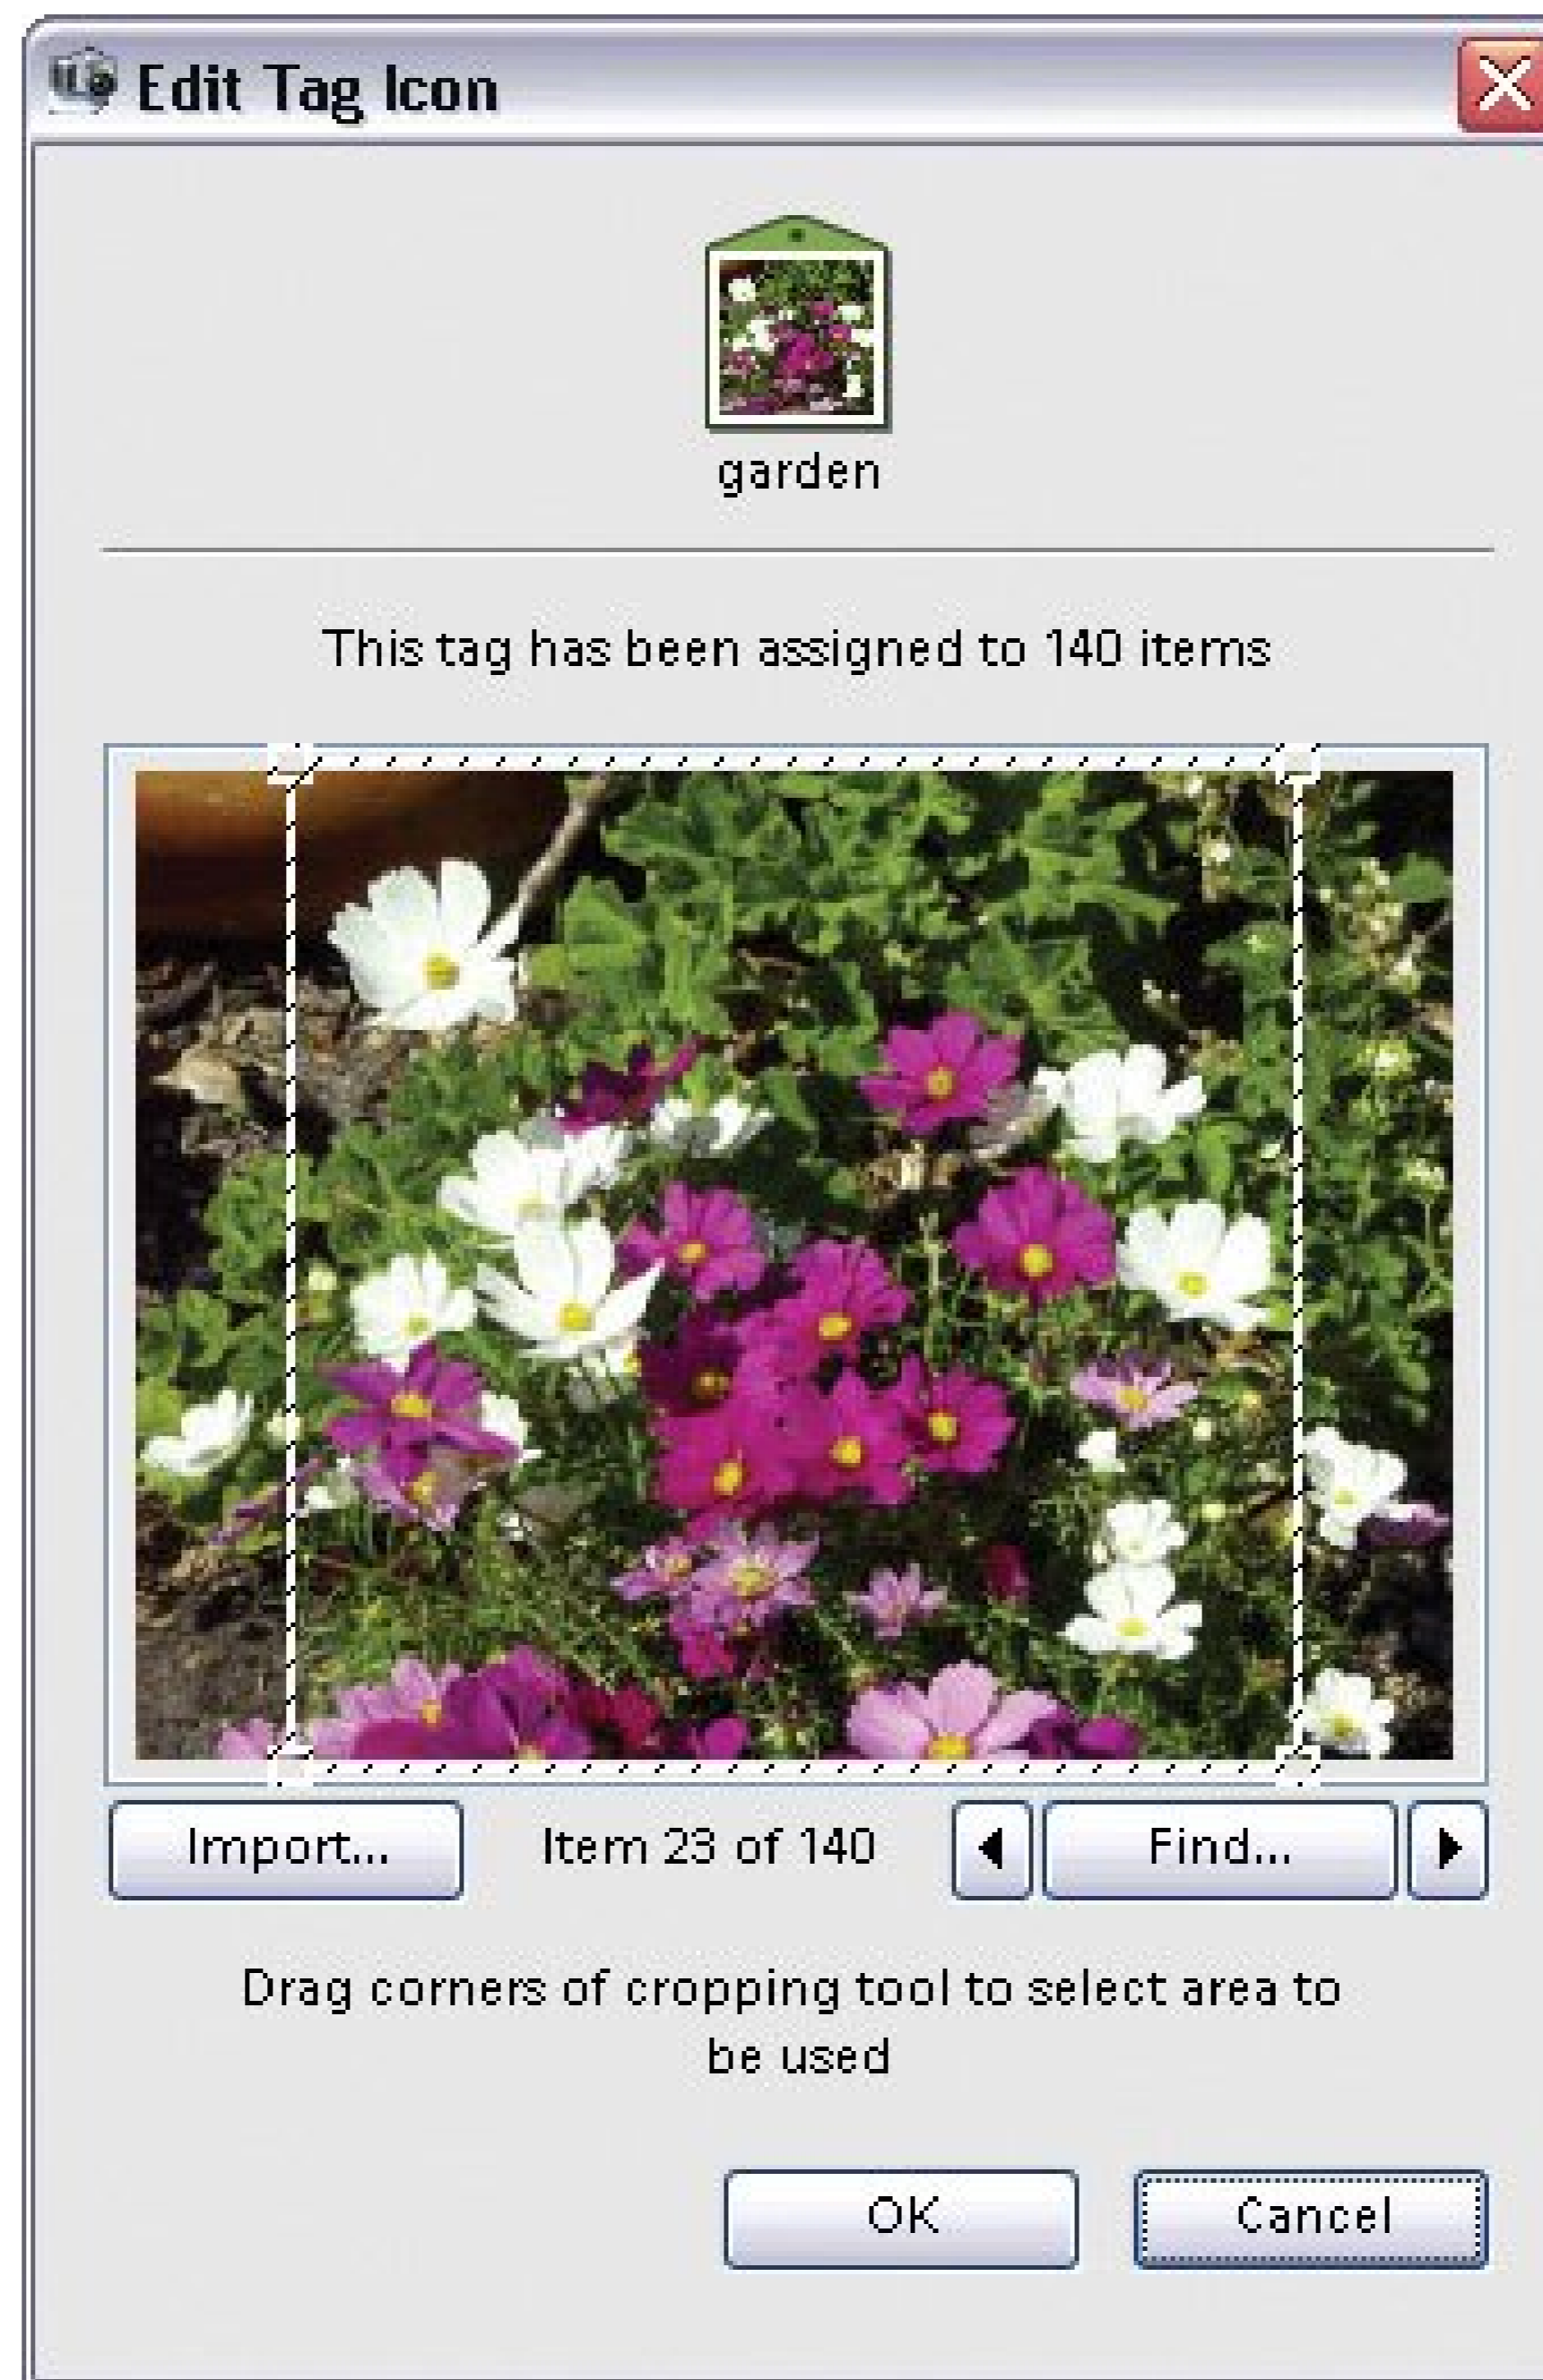 Edit Tag Icon
garden
This tag has been assigned to 140 items
Import...
Item 23 of 140
Find...
Drag corners of cropping tool to select area to
be used
OK
Cancel